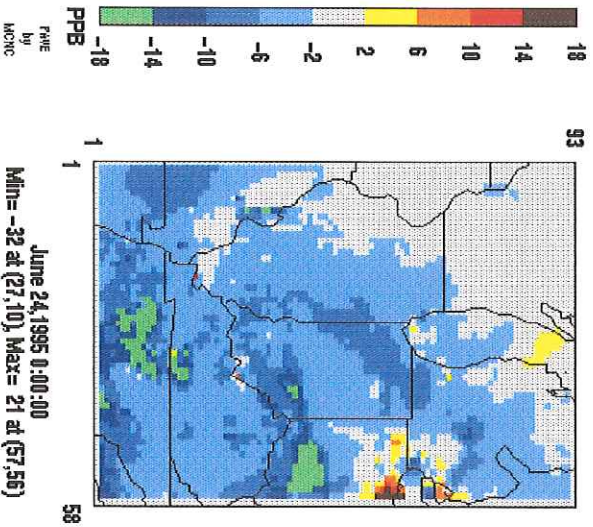 PPB
-18
-14
-10
-6
-2
2
6
10
14
18
PAVE
by
MCNC
93
1
1
58
June 24,1995 0:00:00
Min= -32 at (27,10), Max= 21 at (57,56)